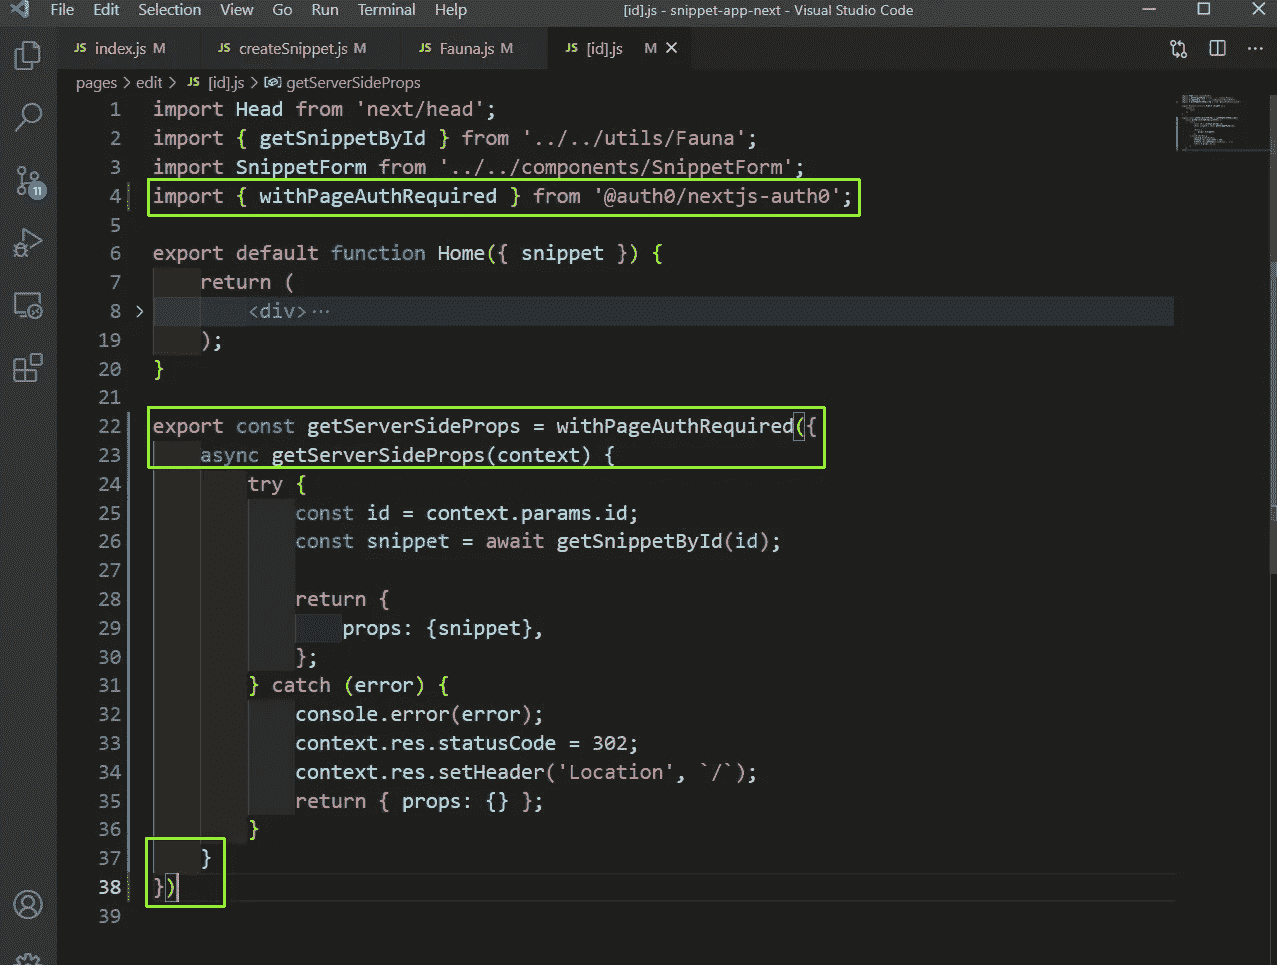 File Edit Selection View Go Run Terminal Help [id].js - snippet-app-next - Visual Studio Code
JS index.js M JS createSnippet.js M JS Fauna.js M JS [id].js M
pages > edit > JS [id].js > getServerSideProps
1 import Head from 'next/head';
2 import { getSnippetById } from '../../utils/Fauna';
3 import SnippetForm from '../../components/SnippetForm';
4 import { withPageAuthRequired } from '@auth0/nextjs-auth0';
5
6 export default function Home({ snippet }) {
7 return (
8 <div>···
19 );
20 }
21
22 export const getServerSideProps = withPageAuthRequired({
23 async getServerSideProps(context) {
24 try {
25 const id = context.params.id;
26 const snippet = await getSnippetById(id);
27
28 return {
29 props: {snippet},
30 };
31 } catch (error) {
32 console.error(error);
33 context.res.statusCode = 302;
34 context.res.setHeader('Location', `/`);
35 return { props: {} };
36 }
37 }
38 })
39
11